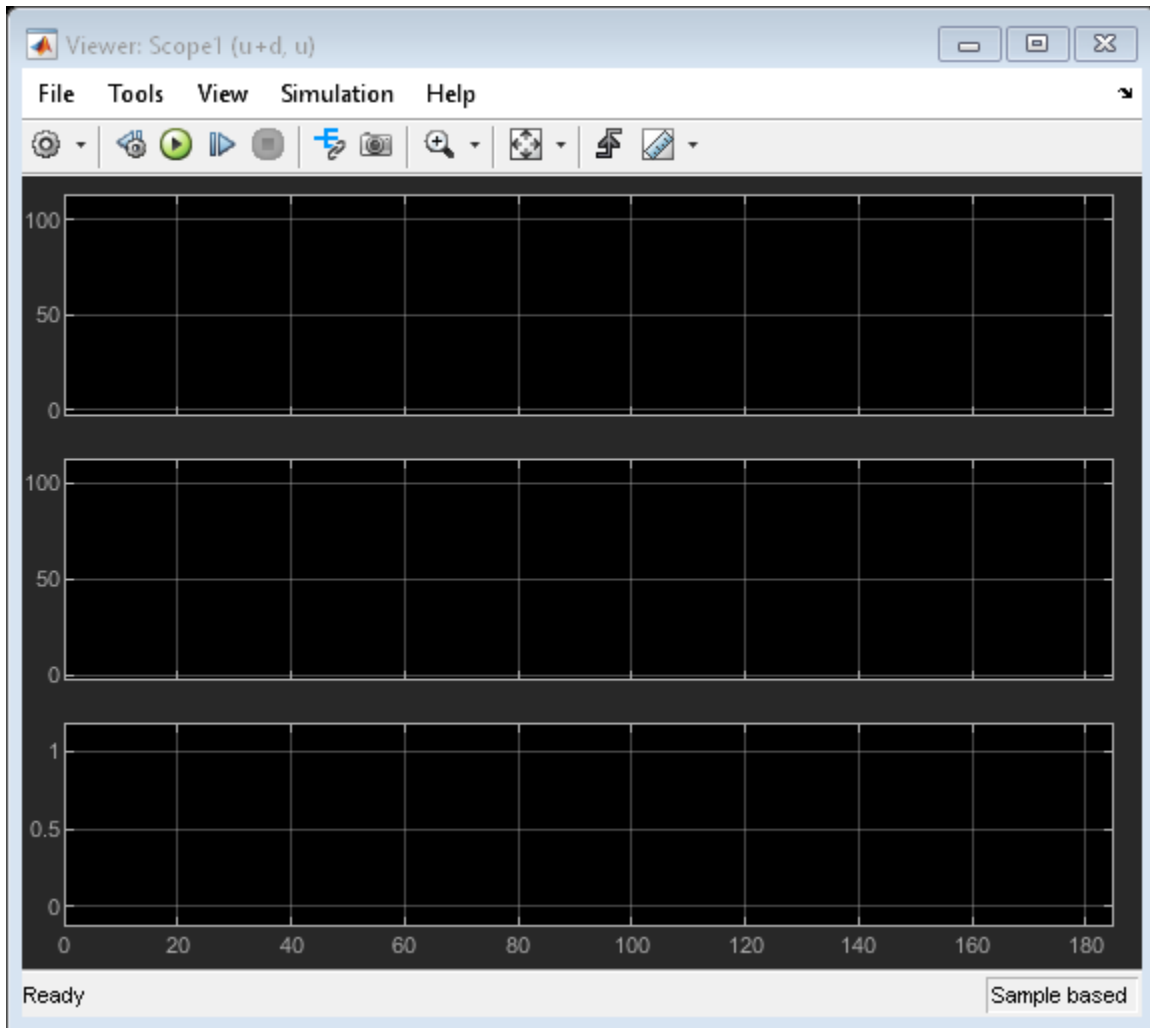 Viewer: Scope1 (u+d, u)
File Tools View Simulation Help
100
50
0
100
50
0
1
0.5
0
0 20 40 60 80 100 120 140 160 180
Ready Sample based